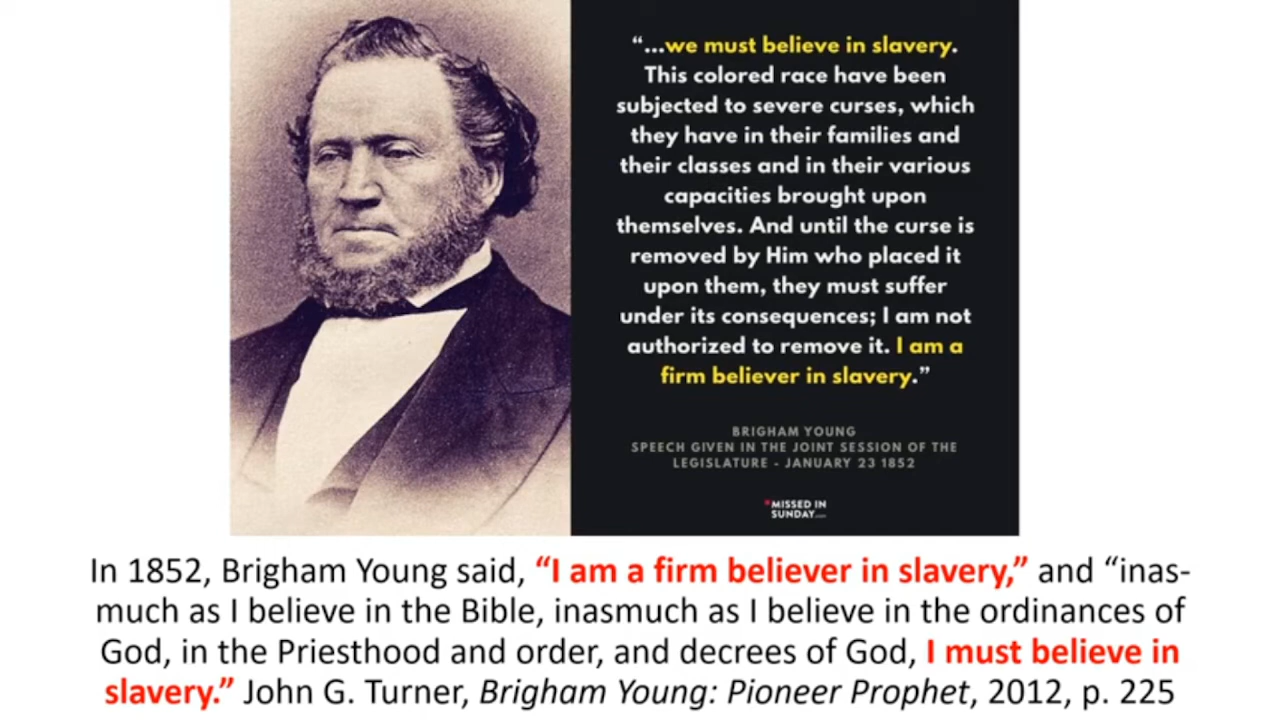 “...we must believe in slavery.
This colored race have been
subjected to severe curses, which
they have in their families and
their classes and in their various
capacities brought upon
themselves. And until the curse is
removed by Him who placed it
upon them, they must suffer
under its consequences; I am not
authorized to remove it. I am a
firm believer in slavery.”
BRIGHAM YOUNG
SPEECH GIVEN IN THE JOINT SESSION OF THE
LEGISLATURE - JANUARY 23 1852
*MISSED IN
SUNDAY
In 1852, Brigham Young said, “I am a firm believer in slavery,” and “inas-
much as I believe in the Bible, inasmuch as I believe in the ordinances of
God, in the Priesthood and order, and decrees of God, I must believe in
slavery.” John G. Turner, Brigham Young: Pioneer Prophet, 2012, p. 225